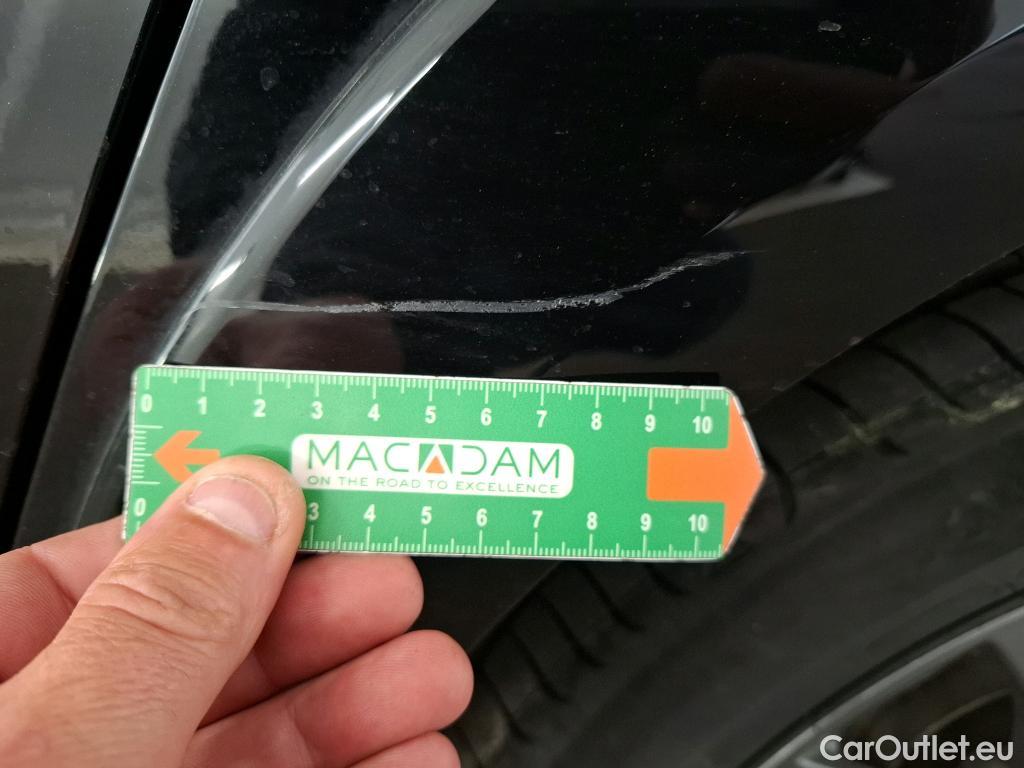 0 1 2 3 4 5 6 7 8 9 10
MACADAM
ON THE ROAD TO EXCELLENCE
0 3 4 5 6 7 8 9 10
CarOutlet.eu